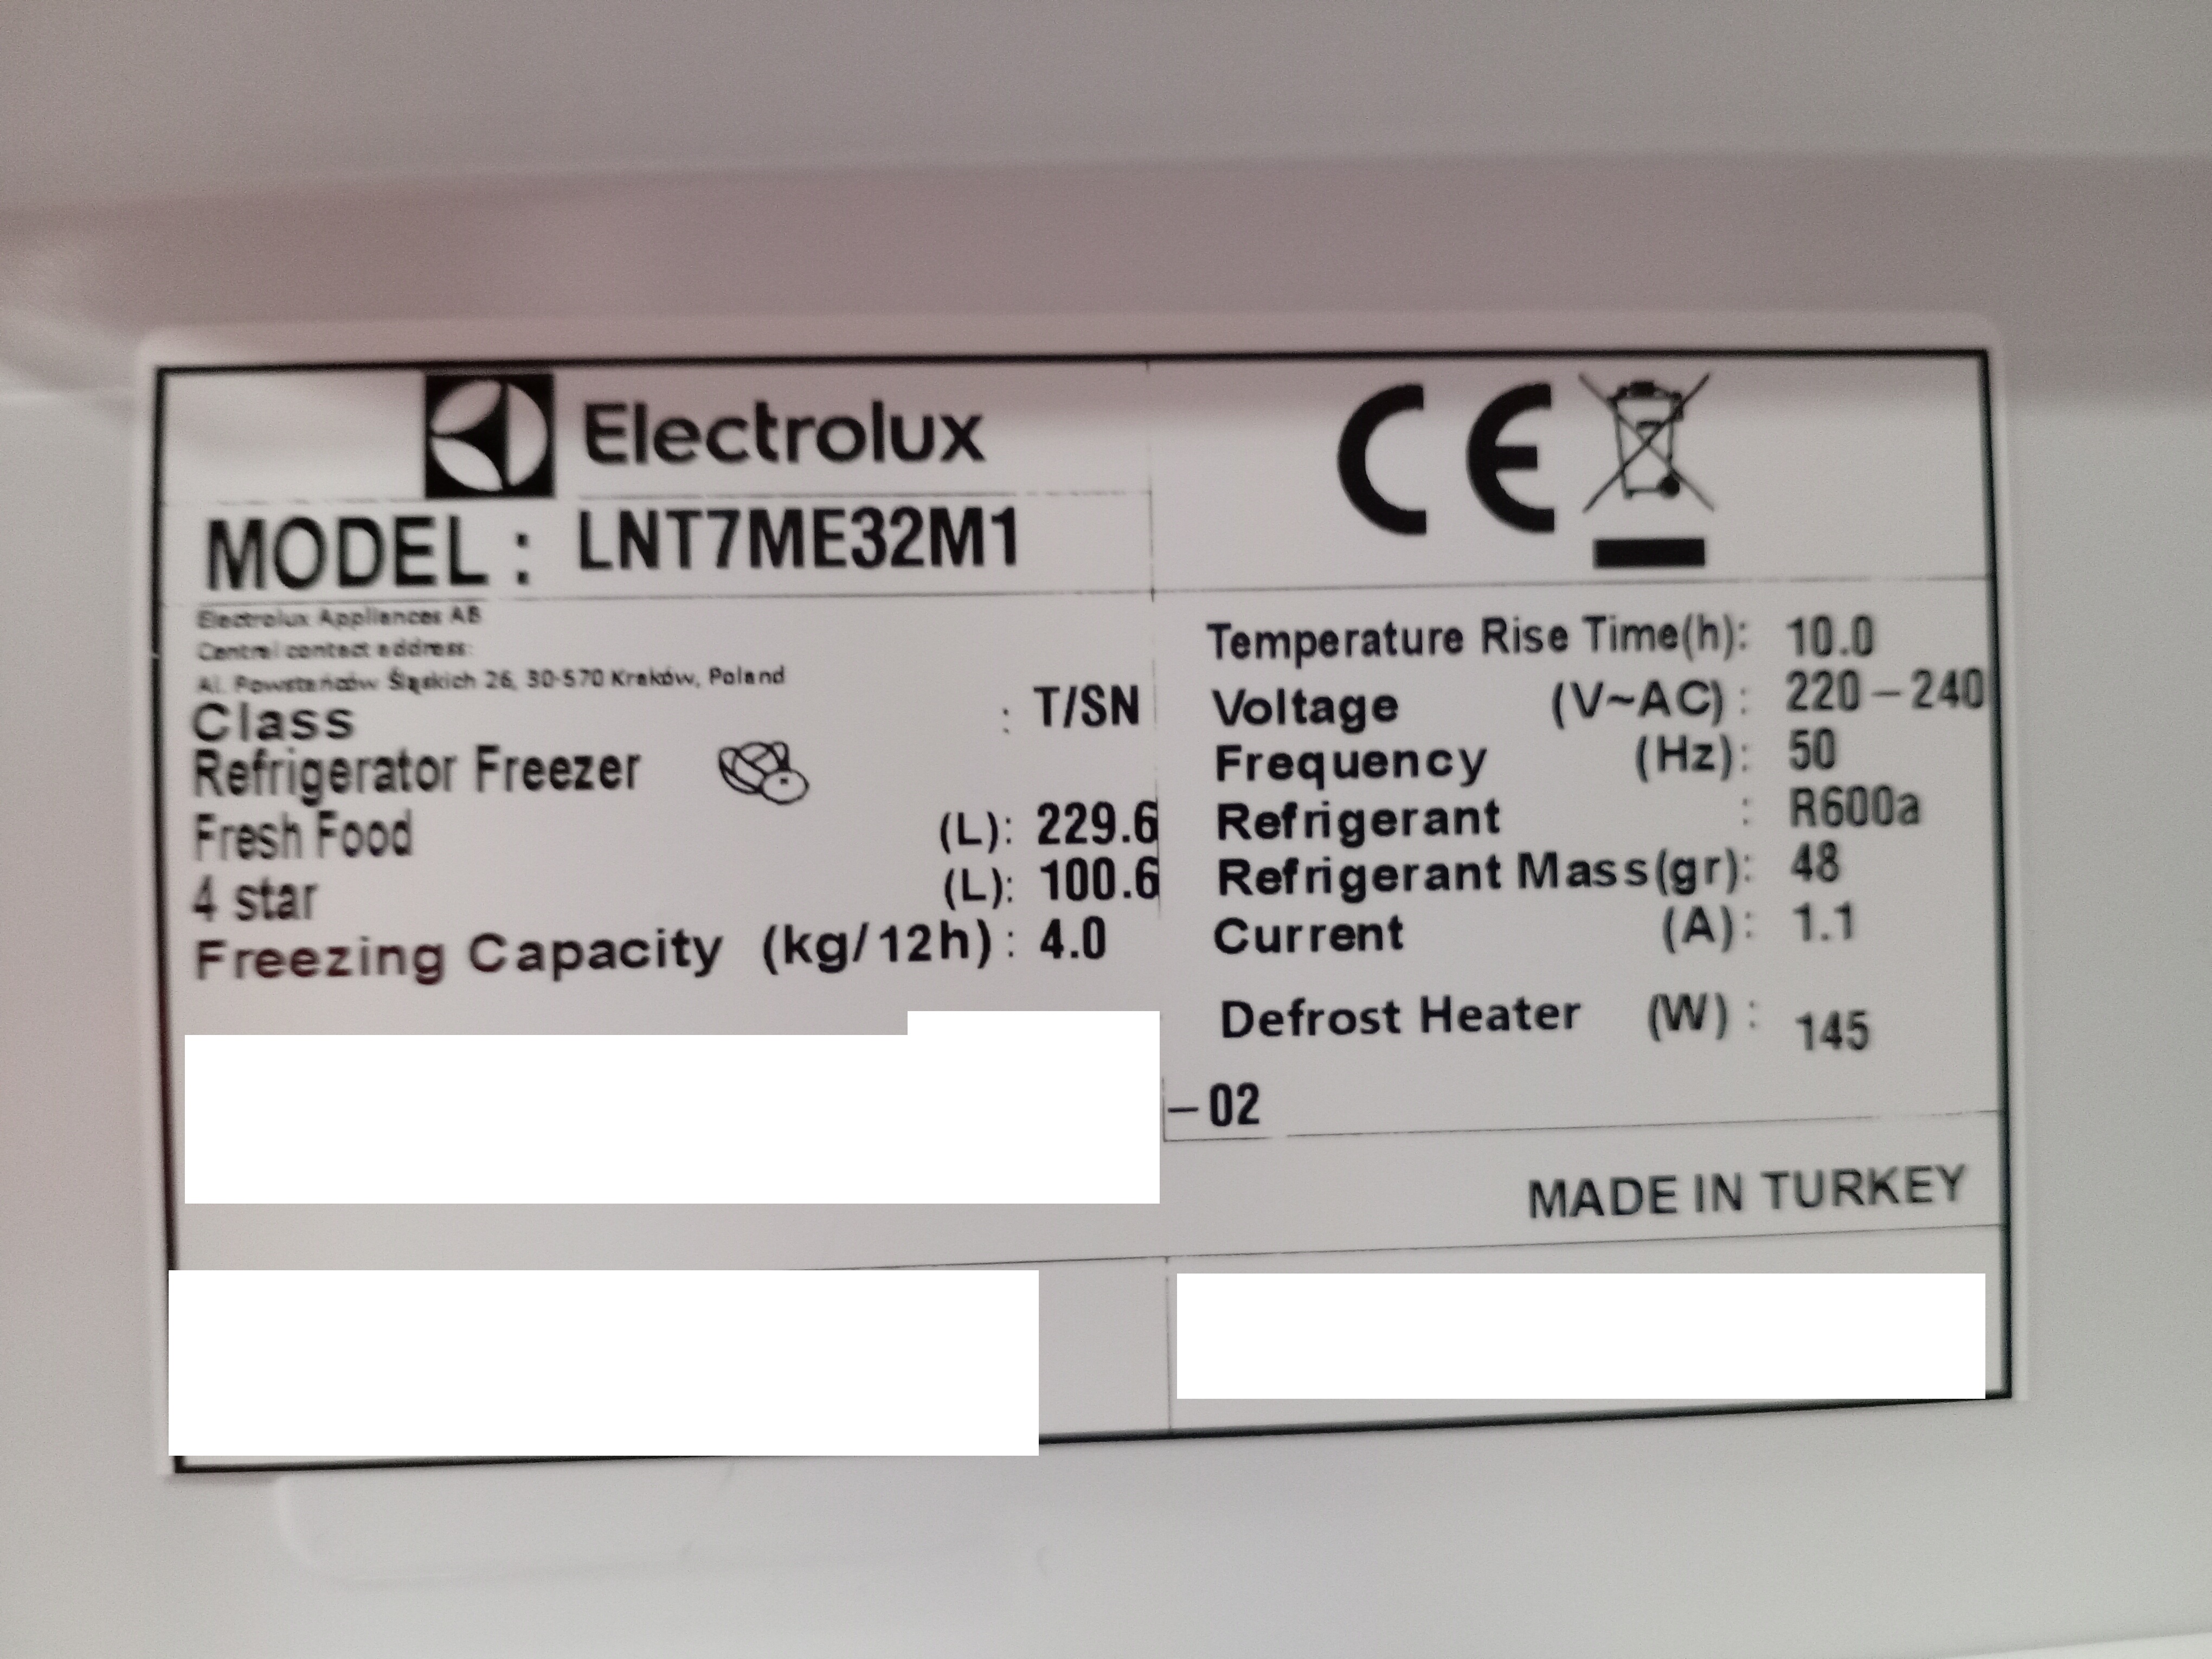 Electrolux
MODEL : LNT7ME32M1
Electrolux Appliances AB
Central contact address:
Al. Powstańców Śląskich 26, 30-570 Kraków, Poland
Class : T/SN
Refrigerator Freezer
Fresh Food (L): 229.6
4 star (L): 100.6
Freezing Capacity (kg/12h) : 4.0
CE
Temperature Rise Time(h): 10.0
Voltage (V~AC) : 220 – 240
Frequency (Hz): 50
Refrigerant : R600a
Refrigerant Mass(gr): 48
Current (A): 1.1
Defrost Heater (W) : 145
– 02
MADE IN TURKEY